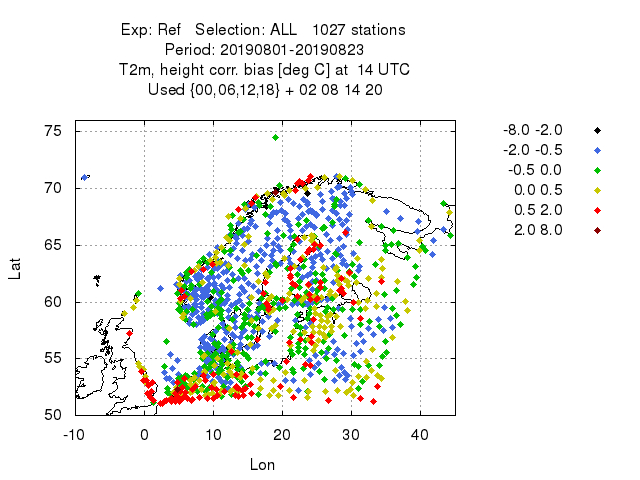 Exp: Ref   Selection: ALL   1027 stations
Period: 20190801-20190823
T2m, height corr. bias [deg C] at  14 UTC
Used {00,06,12,18} + 02 08 14 20
-8.0 -2.0
-2.0 -0.5
-0.5 0.0
0.0 0.5
0.5 2.0
2.0 8.0
75
70
65
60
55
50
Lat
-10 0 10 20 30 40
Lon